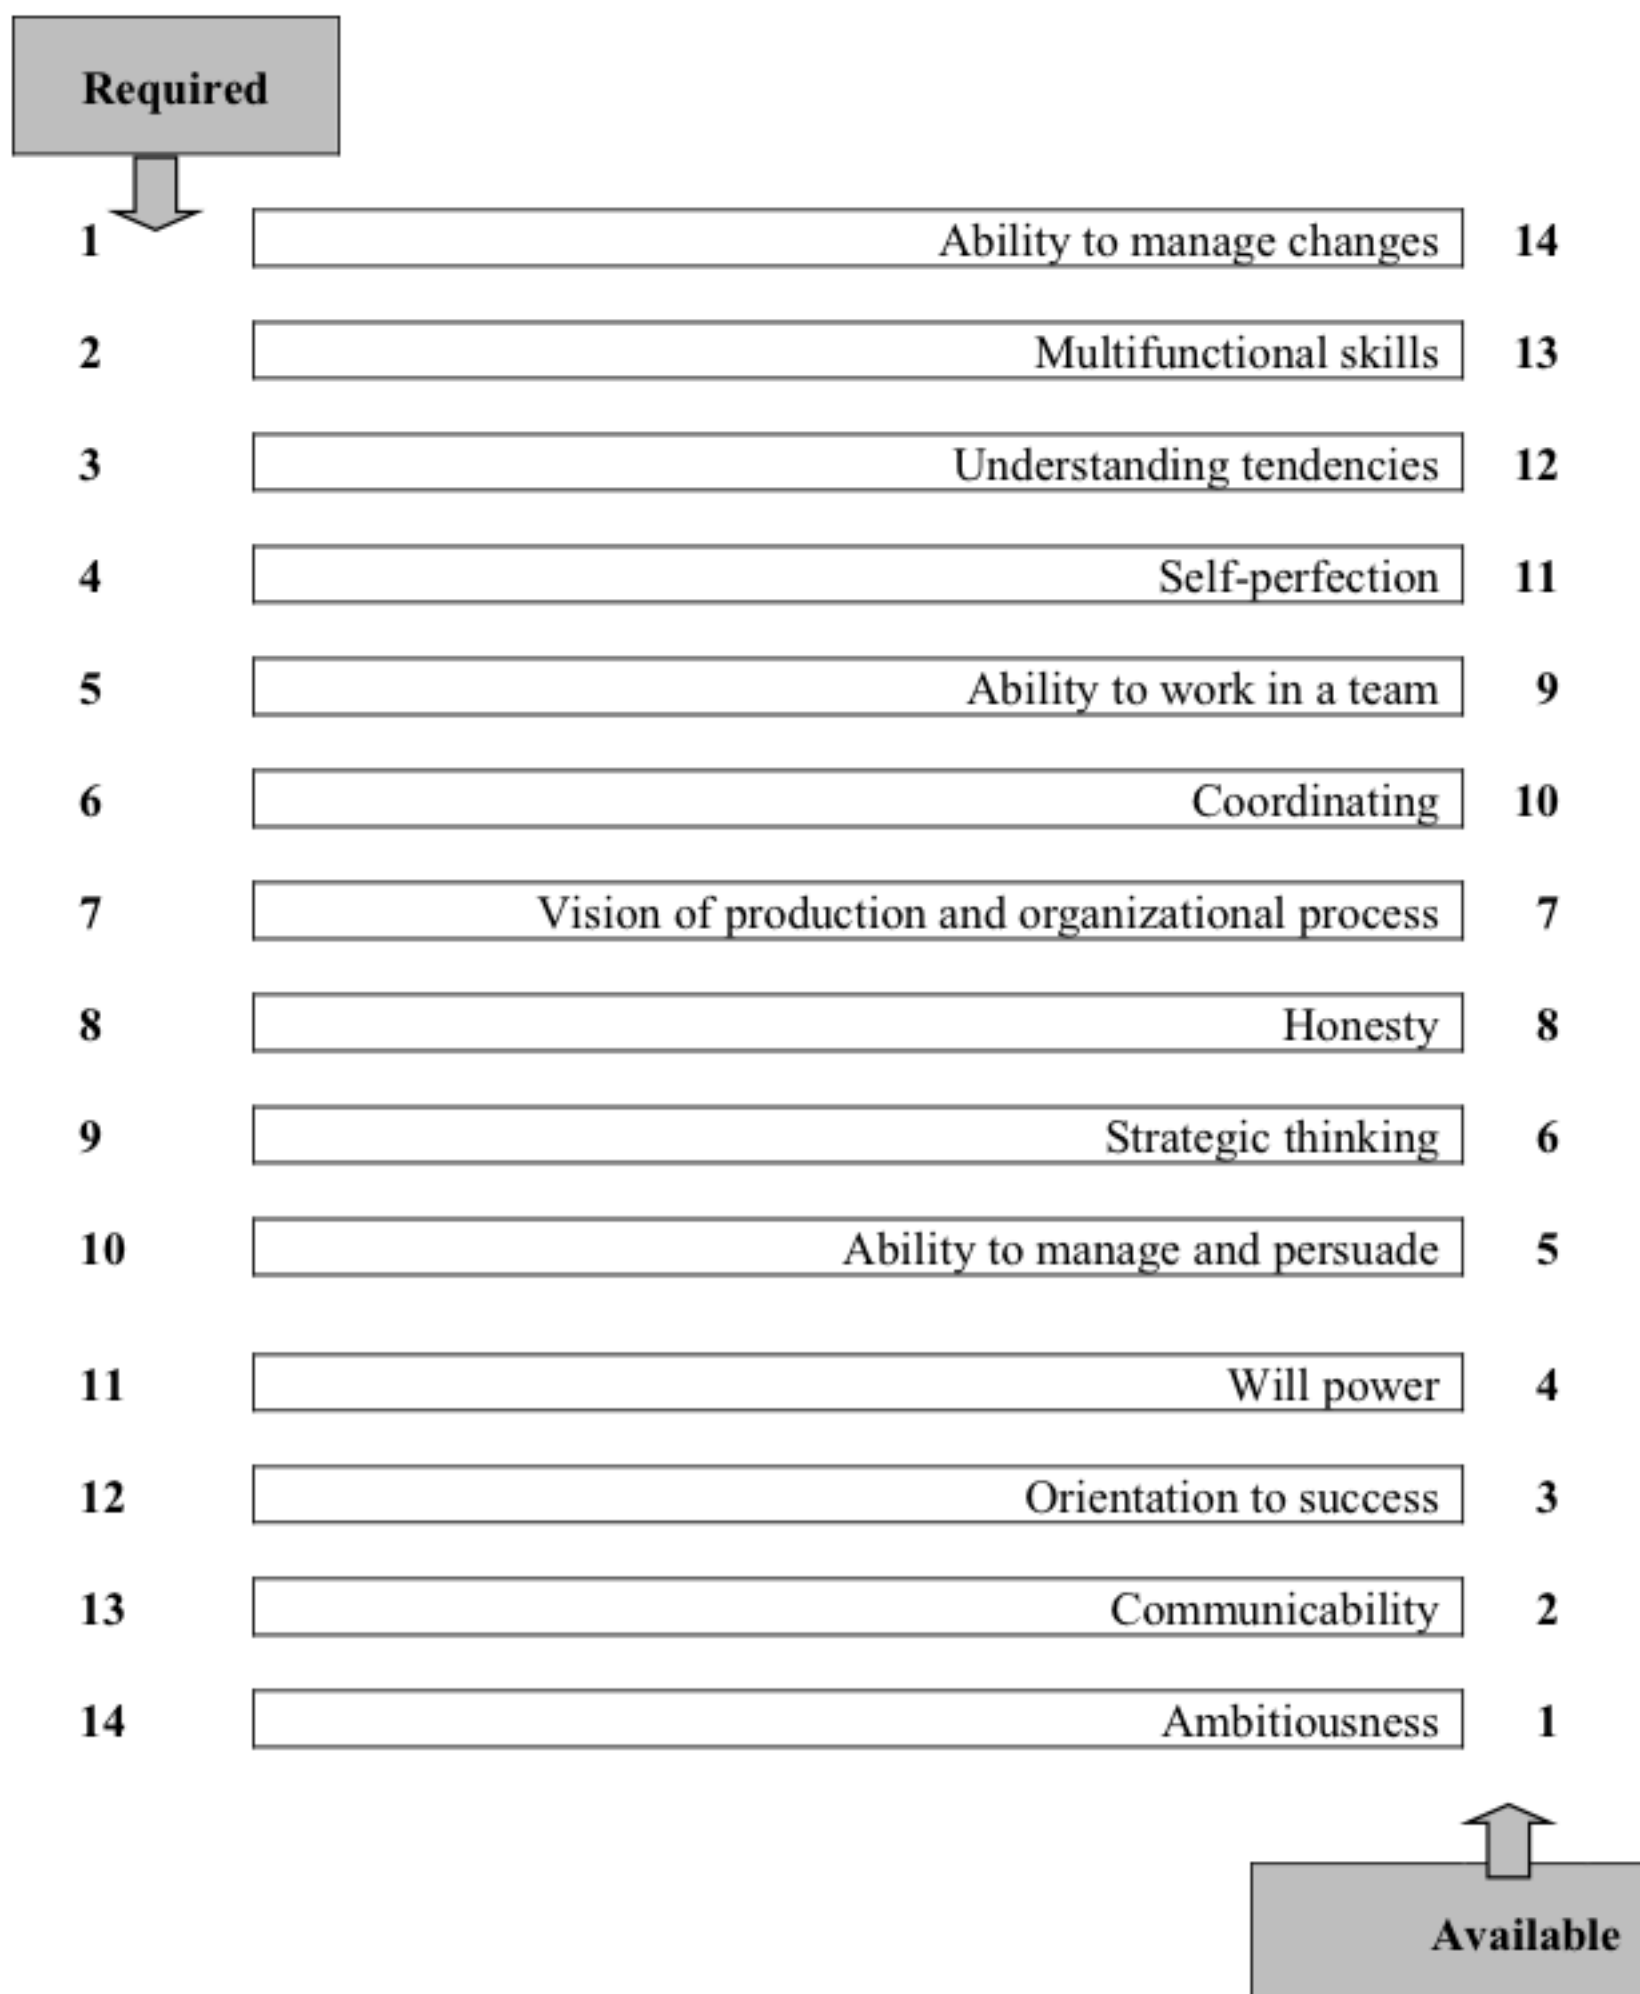 Required
1 Ability to manage changes 14
2 Multifunctional skills 13
3 Understanding tendencies 12
4 Self-perfection 11
5 Ability to work in a team 9
6 Coordinating 10
7 Vision of production and organizational process 7
8 Honesty 8
9 Strategic thinking 6
10 Ability to manage and persuade 5
11 Will power 4
12 Orientation to success 3
13 Communicability 2
14 Ambitiousness 1
Available